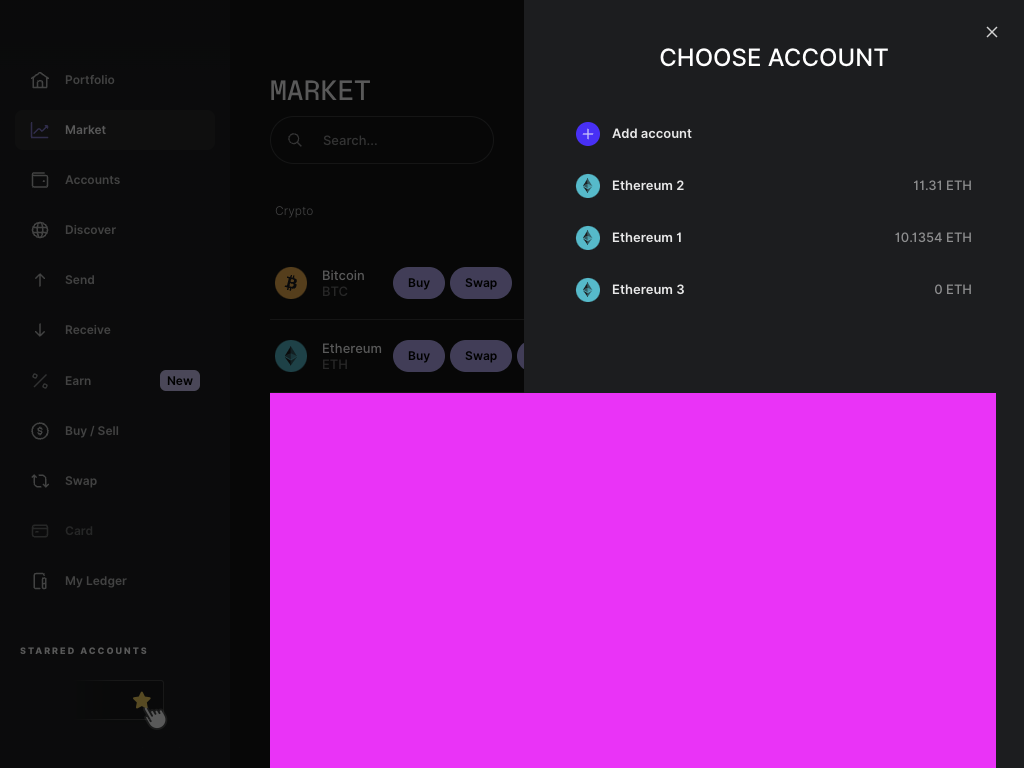 Portfolio
Market
Accounts
Discover
Send
Receive
Earn New
Buy / Sell
Swap
Card
My Ledger
STARRED ACCOUNTS
MARKET
Search...
Crypto
Bitcoin
BTC
Buy Swap
Ethereum
ETH
Buy Swap
CHOOSE ACCOUNT
Add account
Ethereum 2 11.31 ETH
Ethereum 1 10.1354 ETH
Ethereum 3 0 ETH